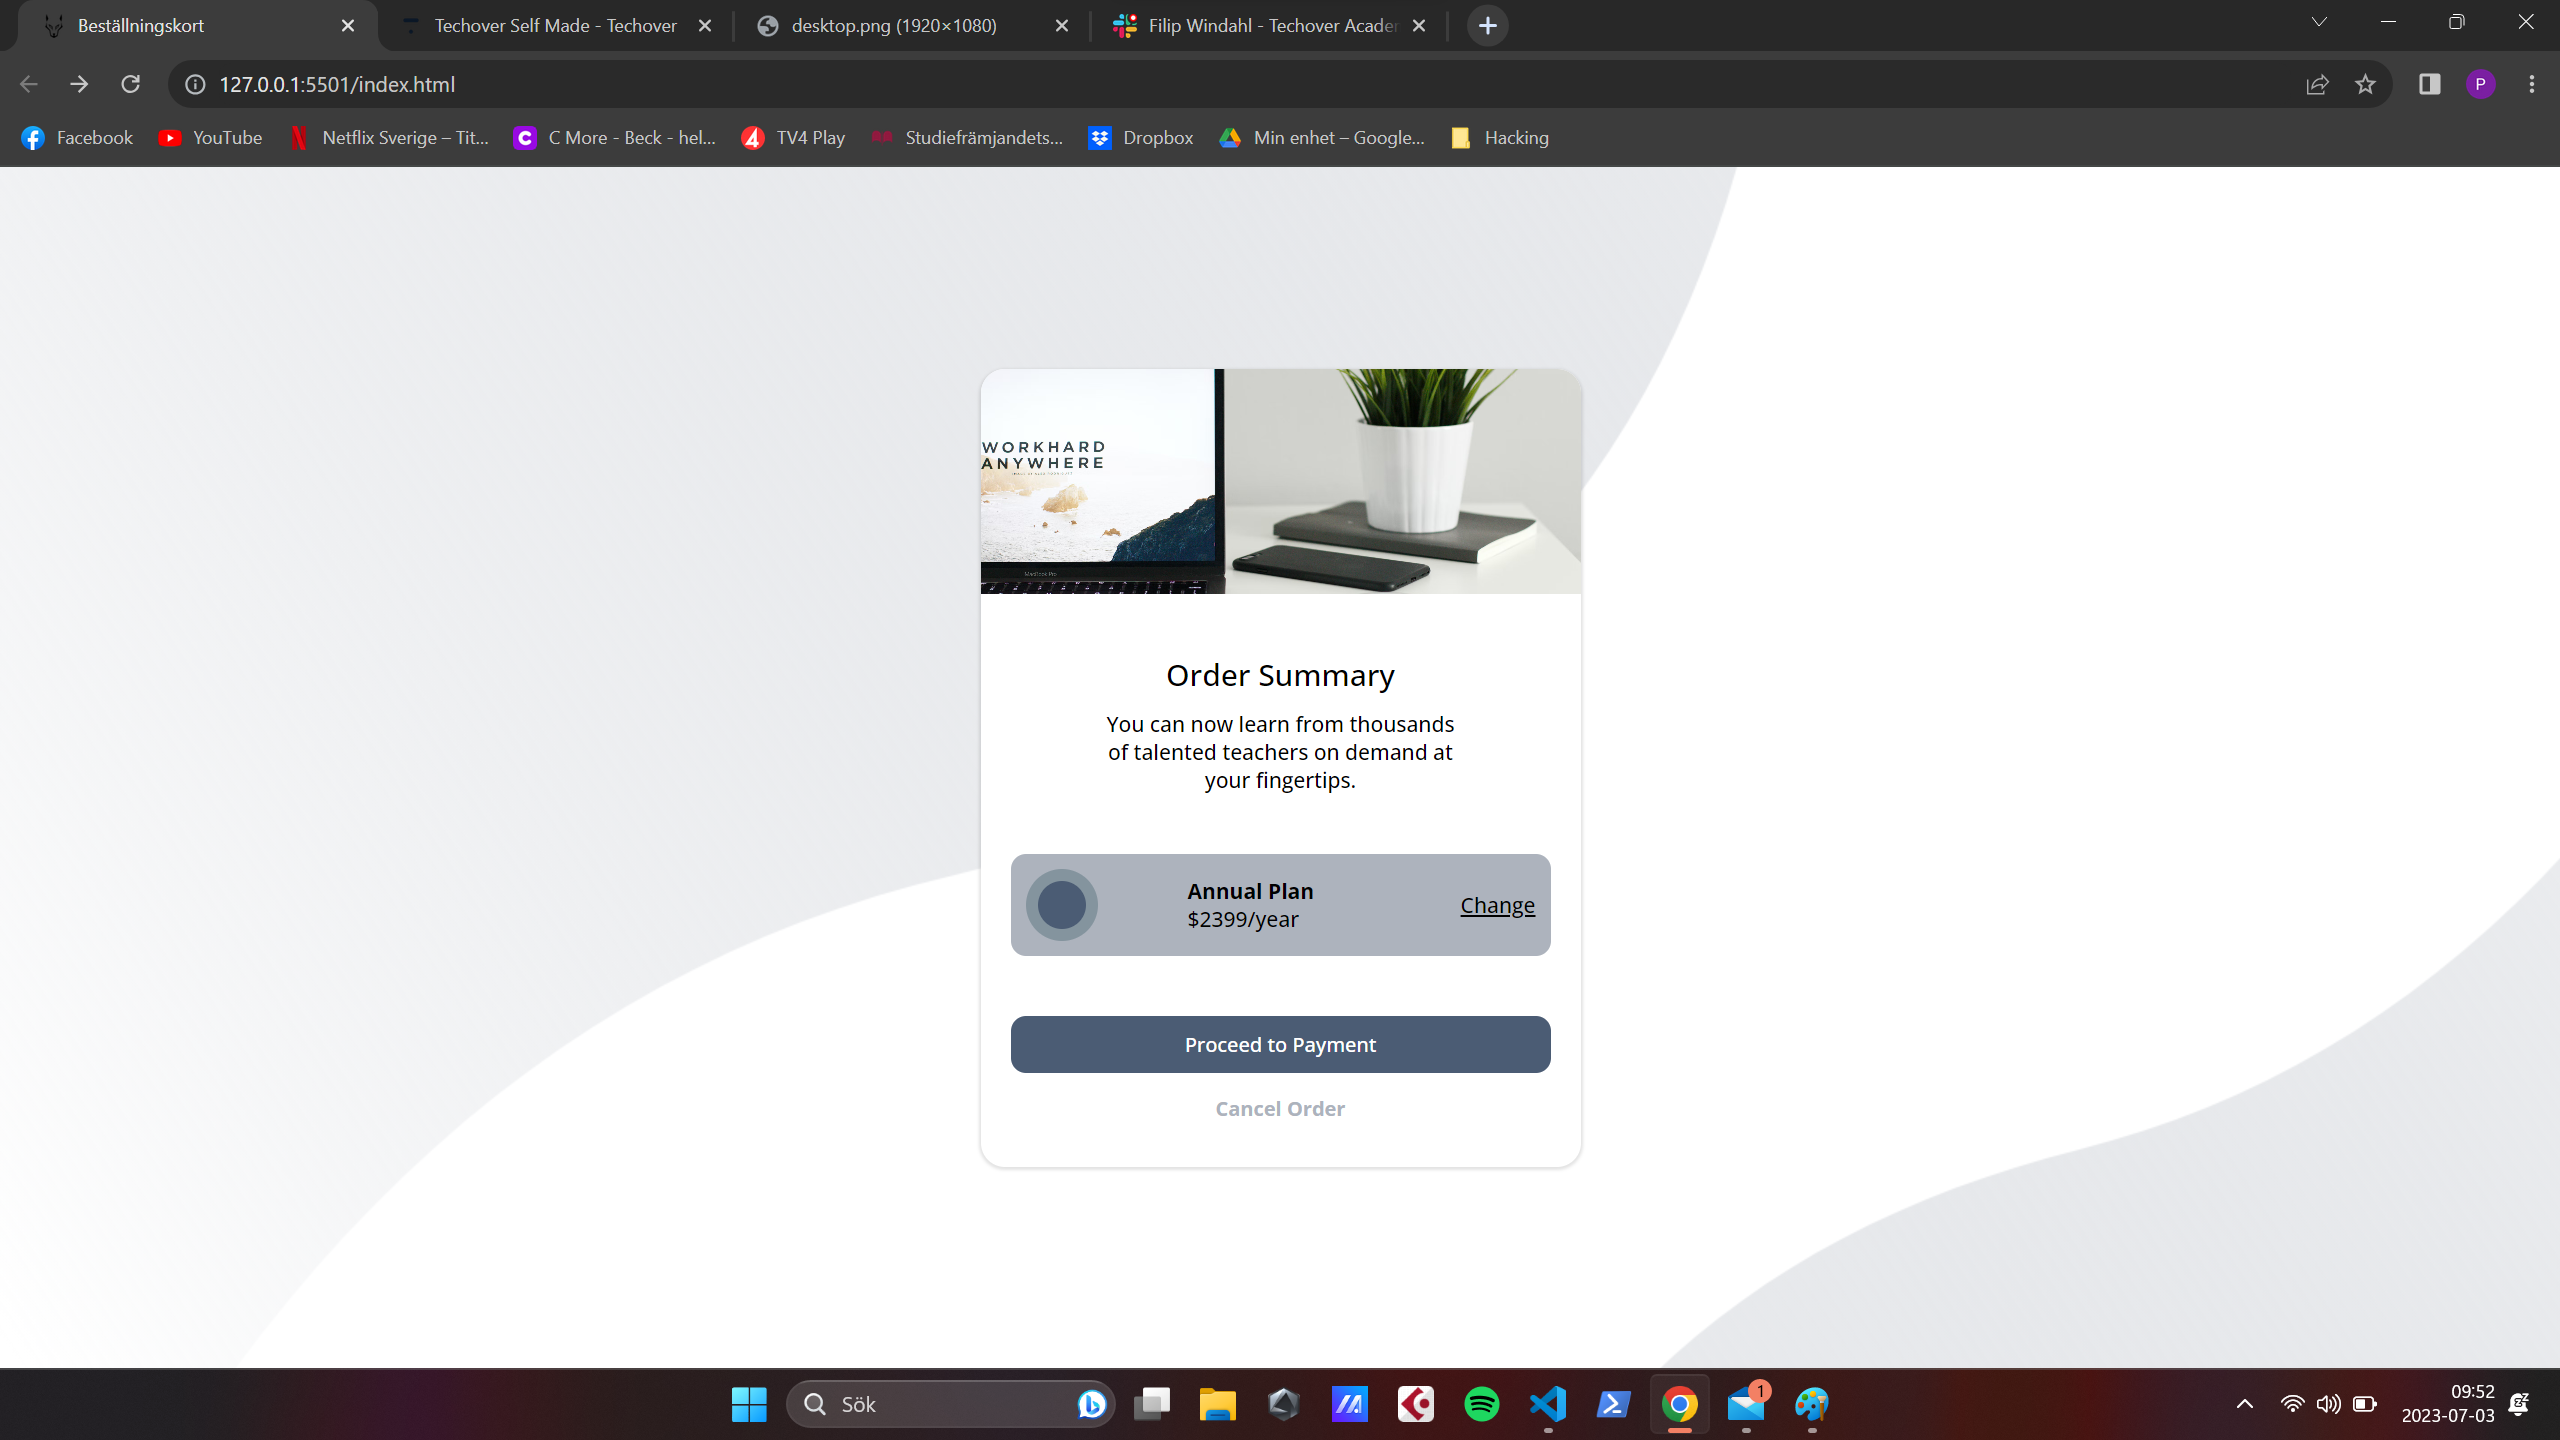 Beställningskort
Techover Self Made - Techover
desktop.png (1920×1080)
Filip Windahl - Techover Acader
127.0.0.1:5501/index.html
P
Facebook
YouTube
Netflix Sverige – Tit...
C More - Beck - hel...
TV4 Play
Studiefrämjandets...
Dropbox
Min enhet – Google...
Hacking
WORKHARD
ANYWHERE
MacBook Pro
Order Summary
You can now learn from thousands
of talented teachers on demand at
your fingertips.
Annual Plan
$2399/year
Change
Proceed to Payment
Cancel Order
Sök
1
09:52
2023-07-03